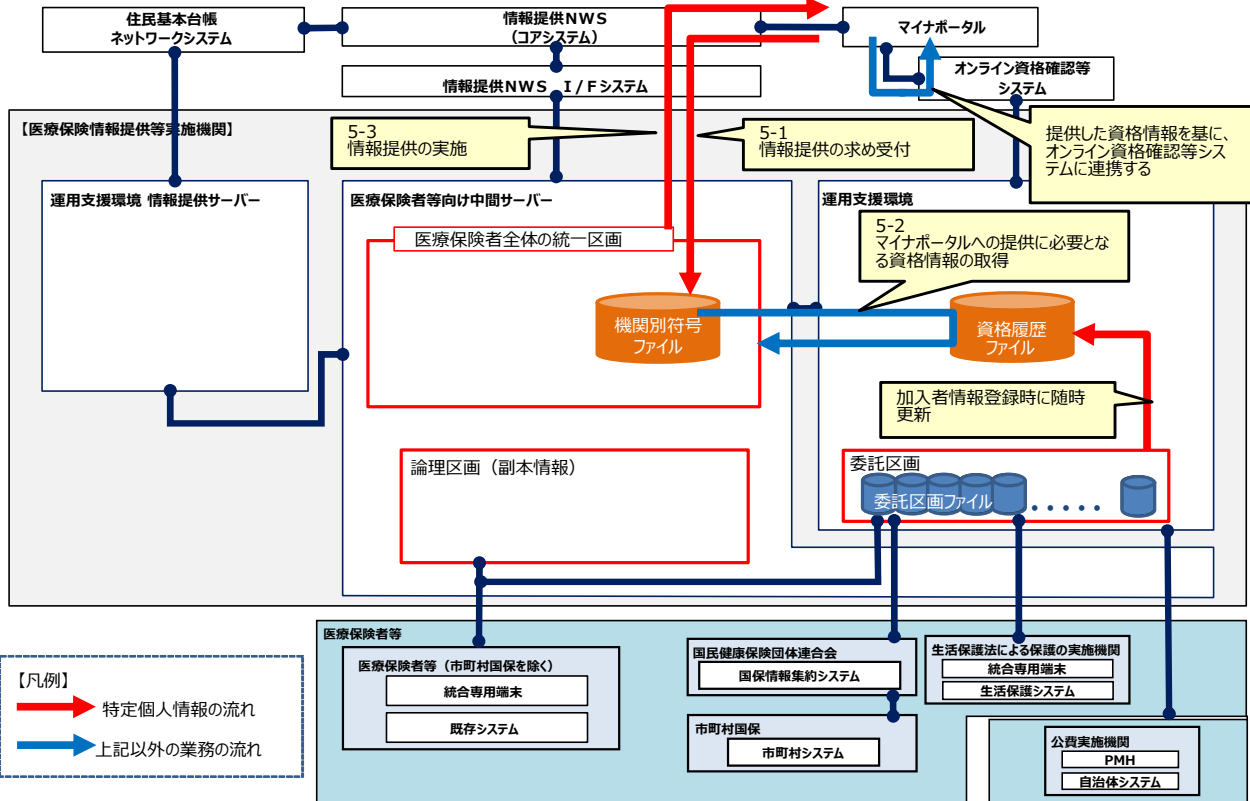 住民基本台帳
ネットワークシステム
情報提供NWS
（コアシステム）
マイナポータル
情報提供NWS　I/Fシステム
オンライン資格確認等
システム
【医療保険情報提供等実施機関】
5-3
情報提供の実施
5-1
情報提供の求め受付
提供した資格情報を基に、
オンライン資格確認等シス
テムに連携する
運用支援環境 情報提供サーバー
医療保険者等向け中間サーバー
運用支援環境
医療保険者全体の統一区画
5-2
マイナポータルへの提供に必要とな
る資格情報の取得
機関別符号
ファイル
資格履歴
ファイル
加入者情報登録時に随時
更新
論理区画（副本情報）
委託区画
委託区画ファイル
.....
医療保険者等
医療保険者等（市町村国保を除く）
統合専用端末
既存システム
国民健康保険団体連合会
国保情報集約システム
生活保護法による保護の実施機関
統合専用端末
生活保護システム
市町村国保
市町村システム
公費実施機関
PMH
自治体システム
【凡例】
特定個人情報の流れ
上記以外の業務の流れ